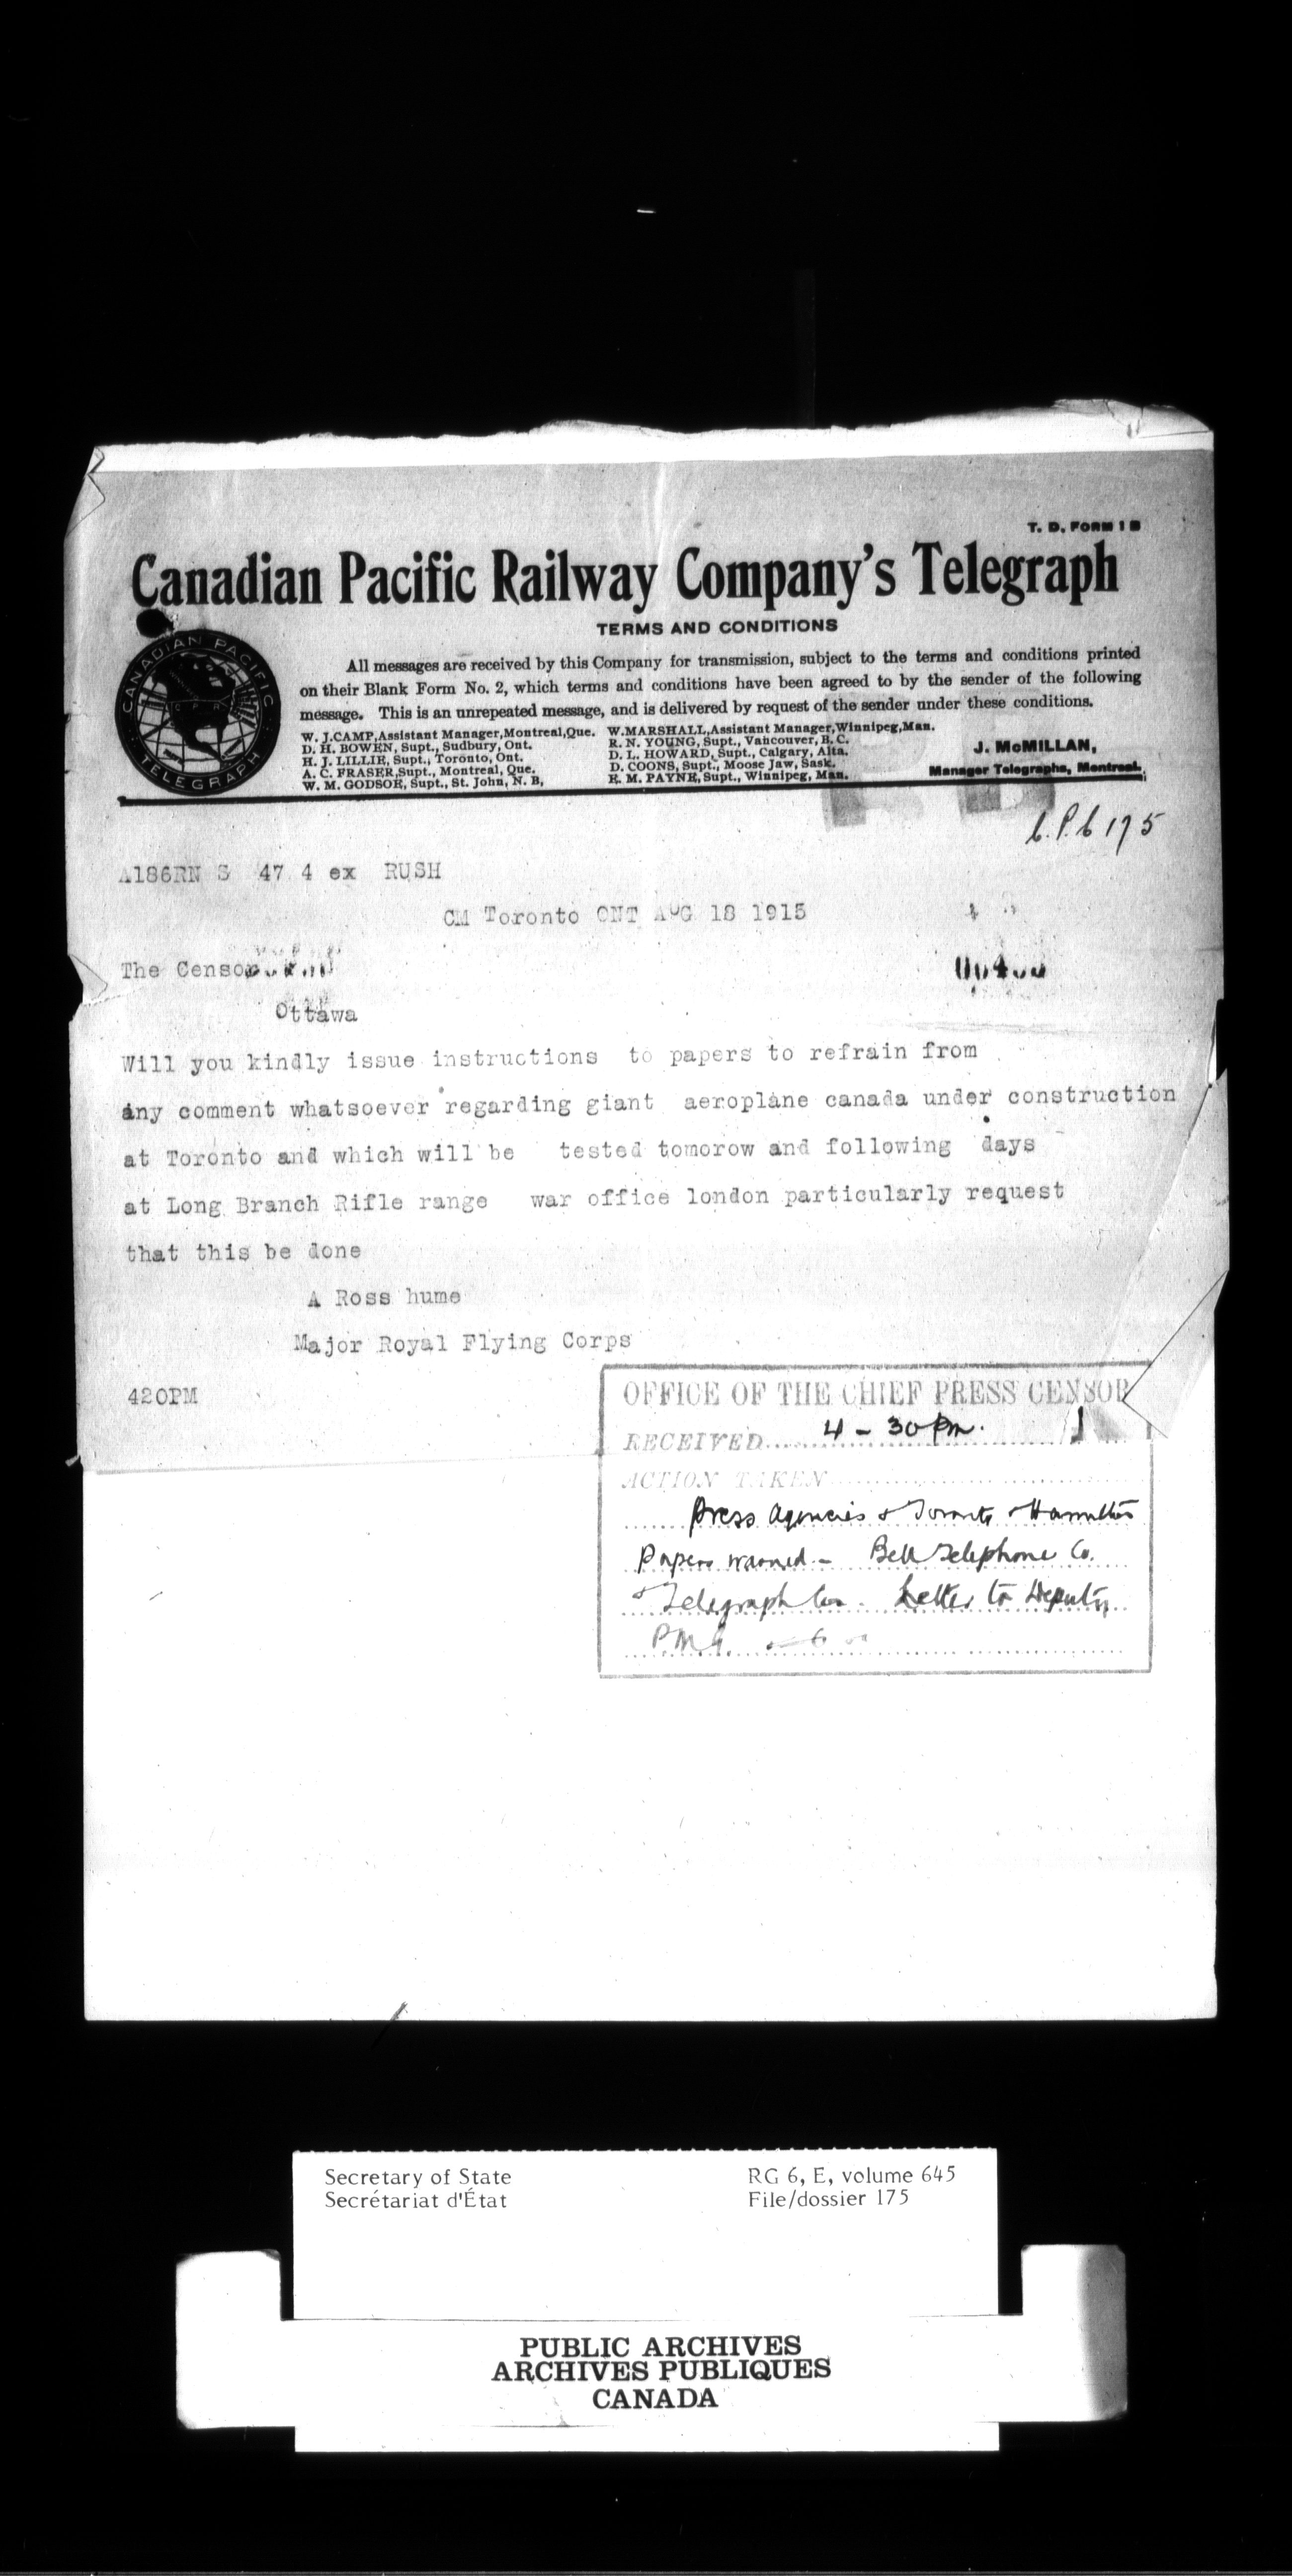 T. D. FORM 1 B
Canadian Pacific Railway Company's Telegraph
TERMS AND CONDITIONS
All messages are received by this Company for transmission, subject to the terms and conditions printed
on their Blank Form No. 2, which terms and conditions have been agreed to by the sender of the following
message. This is an unrepeated message, and is delivered by request of the sender under these conditions.
CANADIAN PACIFIC
TELEGRAPH
W. J. CAMP, Assistant Manager, Montreal, Que.
D. H. BOWEN, Supt., Sudbury, Ont.
H. J. LILLIE, Supt., Toronto, Ont.
A. C. FRASER, Supt., Montreal, Que.
W. M. GODSOE, Supt., St. John, N. B,
W. MARSHALL, Assistant Manager, Winnipeg, Man.
R. N. YOUNG, Supt., Vancouver, B. C.
D. L. HOWARD, Supt., Calgary, Alta.
D. COONS, Supt., Moose Jaw, Sask.
R. M. PAYNE, Supt., Winnipeg, Man.
J. McMILLAN,
Manager Telegraphs, Montreal.
C.P.C 175
A186RN S 47 4 ex RUSH
CM Toronto ONT AUG 18 1915
The Censor
Ottawa
Will you kindly issue instructions to papers to refrain from
any comment whatsoever regarding giant aeroplane canada under construction
at Toronto and which will be tested tomorow and following days
at Long Branch Rifle range war office london particularly request
that this be done
A Ross hume
Major Royal Flying Corps
420PM
OFFICE OF THE CHIEF PRESS CENSOR
RECEIVED 4 - 30 pm.
ACTION TAKEN
Press Agencies & Toronto & Hamilton
Papers warned - Bell Telephone Co.
& Telegraph Cos. Letter to Deputy
P.M.G.
Secretary of State
Secrétariat d'État
RG 6, E, volume 645
File/dossier 175
PUBLIC ARCHIVES
ARCHIVES PUBLIQUES
CANADA